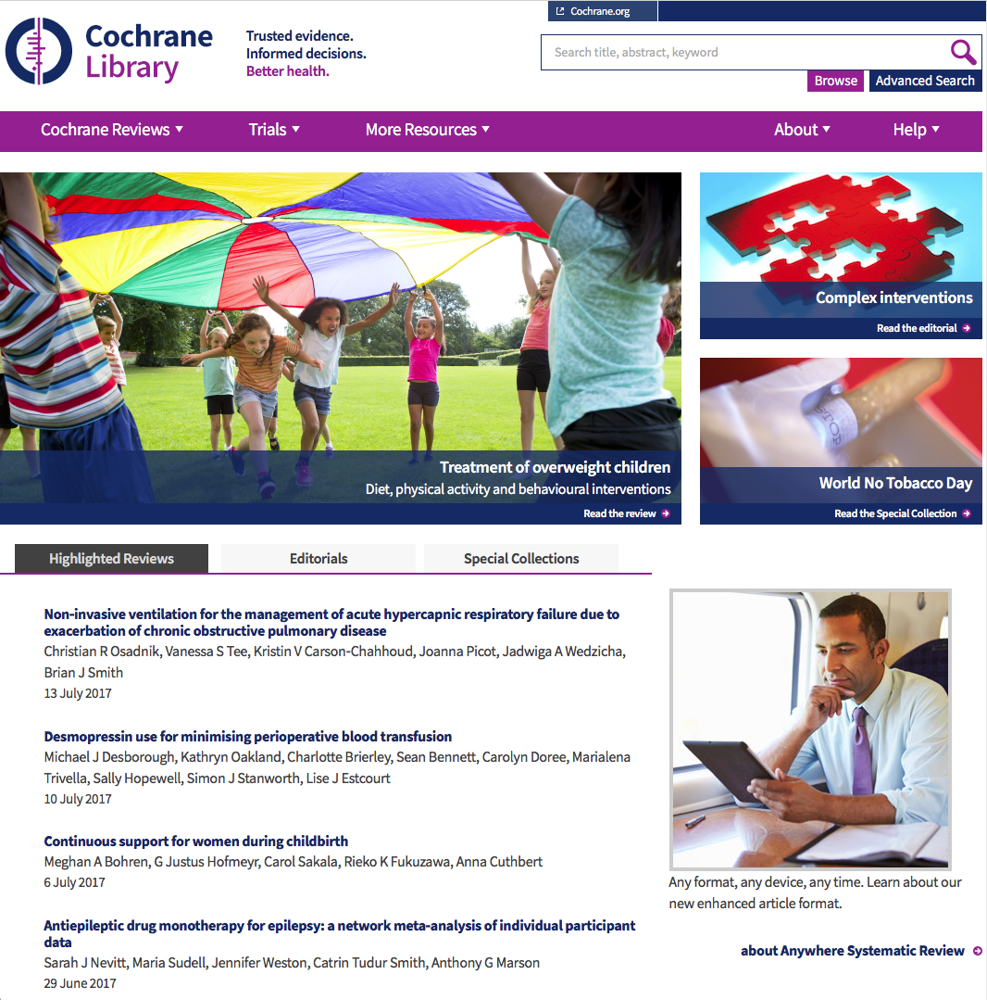 Cochrane.org
Cochrane
Library
Trusted evidence.
Informed decisions.
Better health.
Search title, abstract, keyword
Browse
Advanced Search
Cochrane Reviews
Trials
More Resources
About
Help
Treatment of overweight children
Diet, physical activity and behavioural interventions
Read the review
Complex interventions
Read the editorial
World No Tobacco Day
Read the Special Collection
Highlighted Reviews
Editorials
Special Collections
Non-invasive ventilation for the management of acute hypercapnic respiratory failure due to
exacerbation of chronic obstructive pulmonary disease
Christian R Osadnik, Vanessa S Tee, Kristin V Carson-Chahhoud, Joanna Picot, Jadwiga A Wedzicha,
Brian J Smith
13 July 2017
Desmopressin use for minimising perioperative blood transfusion
Michael J Desborough, Kathryn Oakland, Charlotte Brierley, Sean Bennett, Carolyn Doree, Marialena
Trivella, Sally Hopewell, Simon J Stanworth, Lise J Estcourt
10 July 2017
Continuous support for women during childbirth
Meghan A Bohren, G Justus Hofmeyr, Carol Sakala, Rieko K Fukuzawa, Anna Cuthbert
6 July 2017
Antiepileptic drug monotherapy for epilepsy: a network meta-analysis of individual participant
data
Sarah J Nevitt, Maria Sudell, Jennifer Weston, Catrin Tudur Smith, Anthony G Marson
29 June 2017
Any format, any device, any time. Learn about our
new enhanced article format.
about Anywhere Systematic Review